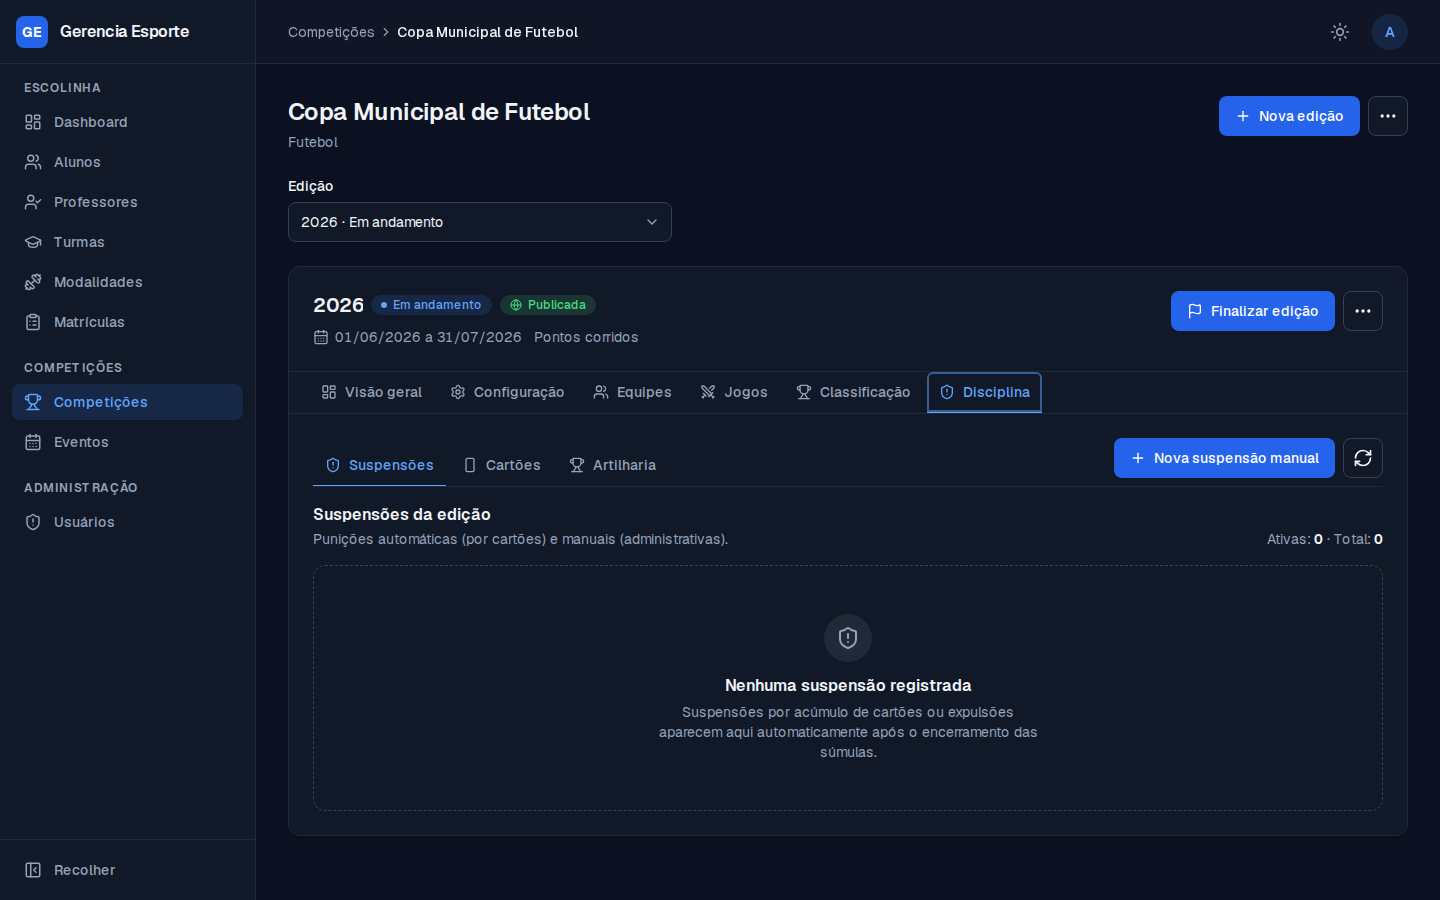 GE
Gerencia Esporte
ESCOLINHA
Dashboard
Alunos
Professores
Turmas
Modalidades
Matrículas
COMPETIÇÕES
Competições
Eventos
ADMINISTRAÇÃO
Usuários
Recolher
Competições > Copa Municipal de Futebol
A
Copa Municipal de Futebol
Futebol
Nova edição
Edição
2026 · Em andamento
2026 Em andamento Publicada
01/06/2026 a 31/07/2026 Pontos corridos
Finalizar edição
Visão geral Configuração Equipes Jogos Classificação Disciplina
Suspensões Cartões Artilharia
Nova suspensão manual
Suspensões da edição
Punições automáticas (por cartões) e manuais (administrativas).
Ativas: 0 · Total: 0
Nenhuma suspensão registrada
Suspensões por acúmulo de cartões ou expulsões
aparecem aqui automaticamente após o encerramento das
súmulas.